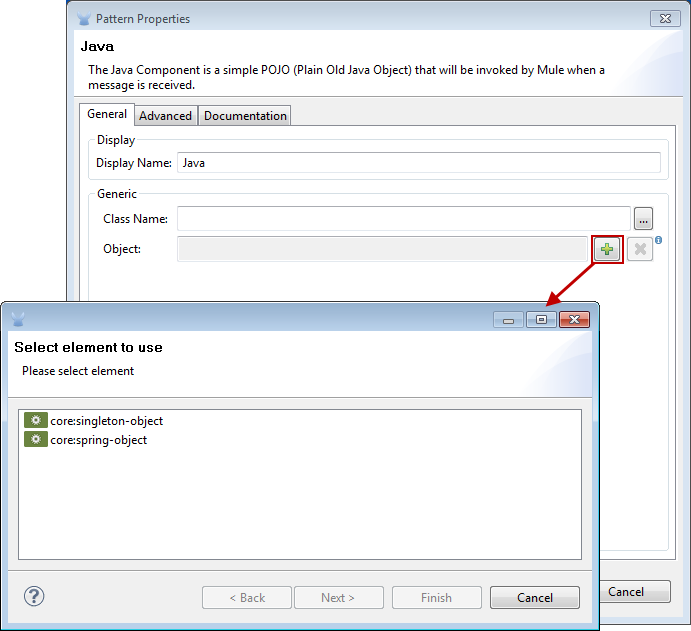 Pattern Properties
Java
The Java Component is a simple POJO (Plain Old Java Object) that will be invoked by Mule when a
message is received.
General Advanced Documentation
Display
Display Name: Java
Generic
Class Name: ...
Object:
Select element to use
Please select element
core:singleton-object
core:spring-object
? < Back Next > Finish Cancel
Cancel